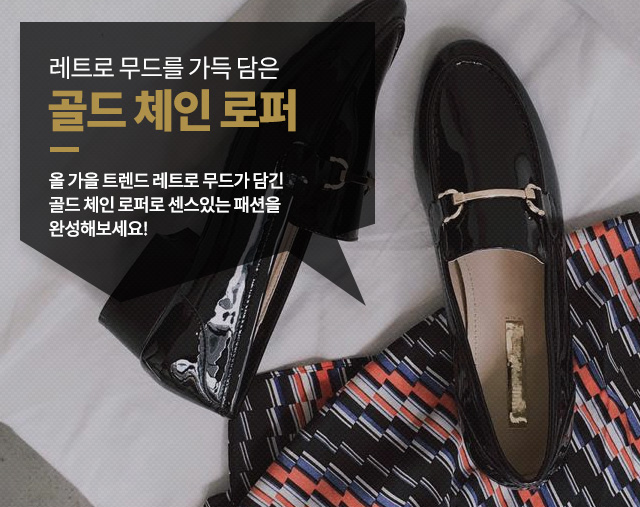 레트로 무드를 가득 담은
골드 체인 로퍼
올 가을 트렌드 레트로 무드가 담긴
골드 체인 로퍼로 센스있는 패션을
완성해보세요!